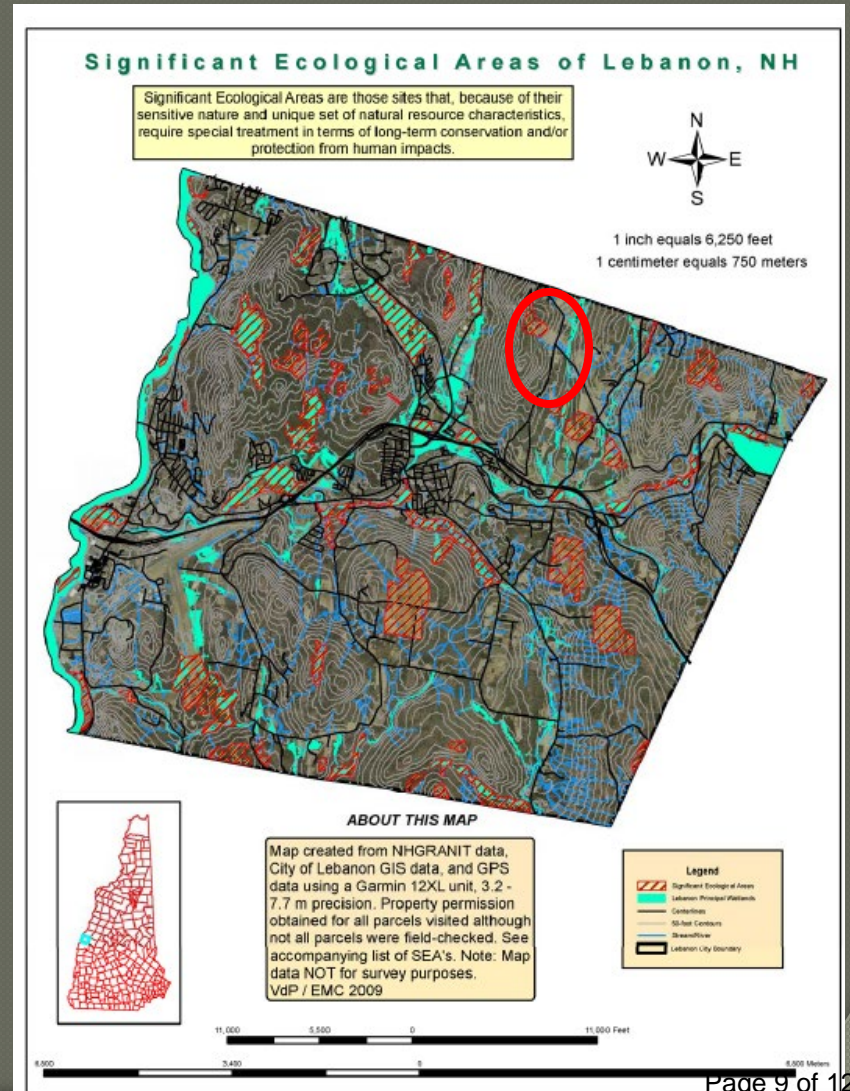 Significant Ecological Areas of Lebanon, NH
Significant Ecological Areas are those sites that, because of their
sensitive nature and unique set of natural resource characteristics,
require special treatment in terms of long-term conservation and/or
protection from human impacts.
N
W E
S
1 inch equals 6,250 feet
1 centimeter equals 750 meters
ABOUT THIS MAP
Map created from NHGRANIT data,
City of Lebanon GIS data, and GPS
data using a Garmin 12XL unit, 3.2 -
7.7 m precision. Property permission
obtained for all parcels visited although
not all parcels were field-checked. See
accompanying list of SEA's. Note: Map
data NOT for survey purposes.
VdP / EMC 2009
Legend
Significant Ecological Areas
Lebanon Principal Wetlands
Centerlines
50-foot Contours
Stream/River
Lebanon City Boundary
11,000 5,500 0 11,000 Feet
6,800 3,450 0 6,800 Meters
Page 9 of 12